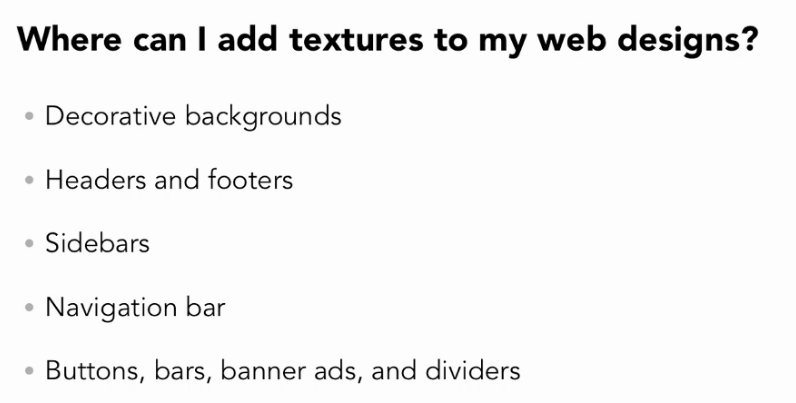 Where can I add textures to my web designs?
• Decorative backgrounds
• Headers and footers
• Sidebars
• Navigation bar
• Buttons, bars, banner ads, and dividers